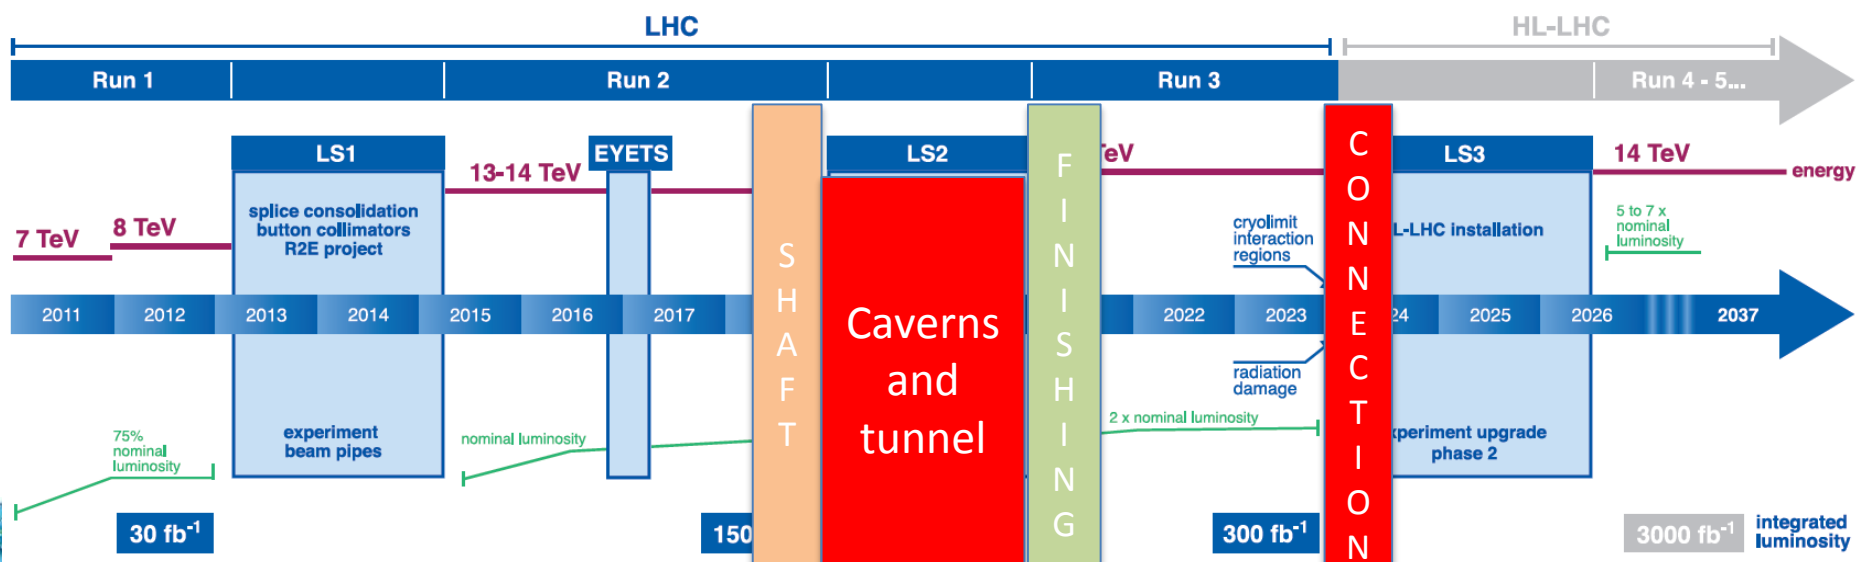 LHC
HL-LHC
Run 1
Run 2
Run 3
Run 4 - 5...
LS1
EYETS
LS2
LS3
13-14 TeV
TeV
14 TeV
energy
7 TeV
8 TeV
splice consolidation
button collimators
R2E project
cryolimit
interaction
regions
L-LHC installation
5 to 7 x
nominal
luminosity
2011
2012
2013
2014
2015
2016
2017
2022
2023
24
2025
2026
2037
SHAFT
Caverns
and
tunnel
FINISHING
CONNECTION
radiation
damage
75%
nominal
luminosity
experiment
beam pipes
nominal luminosity
2 x nominal luminosity
xperiment upgrade
phase 2
30 fb⁻¹
150
300 fb⁻¹
3000 fb⁻¹
integrated
luminosity